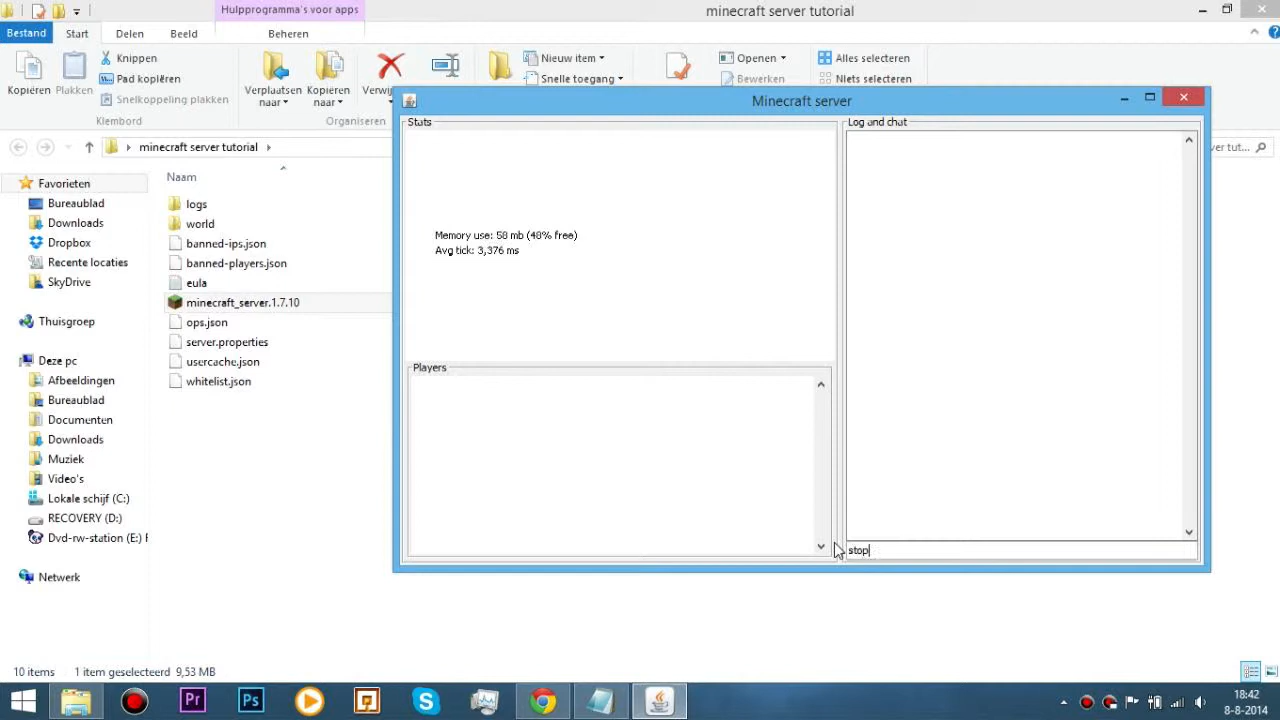 Hulpprogramma's voor apps
minecraft server tutorial
Bestand
Start
Delen
Beeld
Beheren
Kopiëren
Plakken
Knippen
Pad kopiëren
Snelkoppeling plakken
Klembord
Verplaatsen naar
Kopiëren naar
Organiseren
Nieuw item
Snelle toegang
Openen
Bewerken
Alles selecteren
Niets selecteren
minecraft server tutorial
Favorieten
Bureaublad
Downloads
Dropbox
Recente locaties
SkyDrive
Thuisgroep
Deze pc
Afbeeldingen
Bureaublad
Documenten
Downloads
Muziek
Video's
Lokale schijf (C:)
RECOVERY (D:)
Dvd-rw-station (E:)
Netwerk
Naam
logs
world
banned-ips.json
banned-players.json
eula
minecraft_server.1.7.10
ops.json
server.properties
usercache.json
whitelist.json
Minecraft server
Stats
Memory use: 58 mb (48% free)
Avg tick: 3,376 ms
Players
Log and chat
stop
10 items
1 item geselecteerd
9,53 MB
Pr
Ps
18:42
8-8-2014